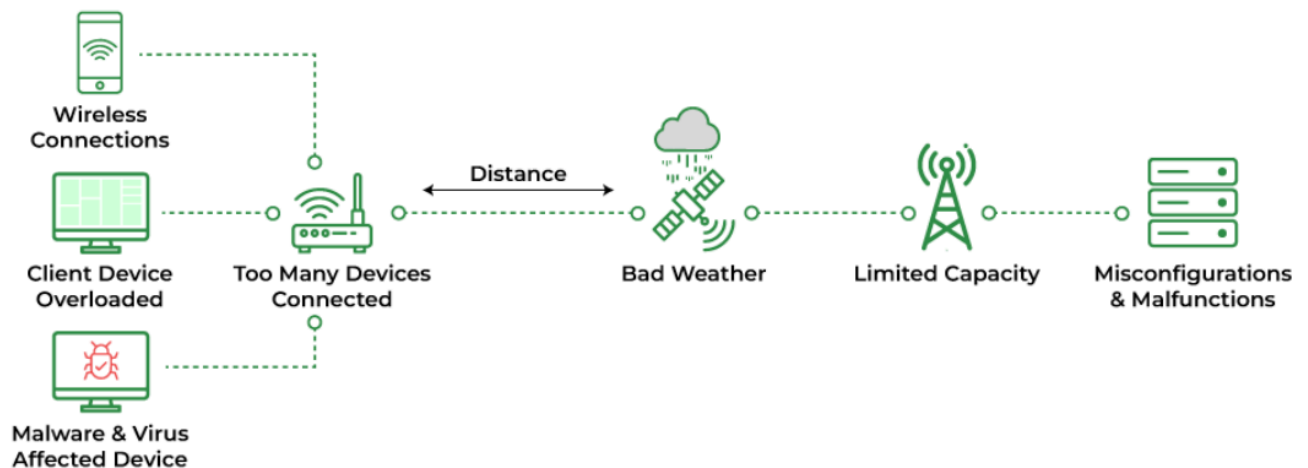 Wireless
Connections
Distance
Client Device
Overloaded
Too Many Devices
Connected
Bad Weather
Limited Capacity
Misconfigurations
& Malfunctions
Malware & Virus
Affected Device